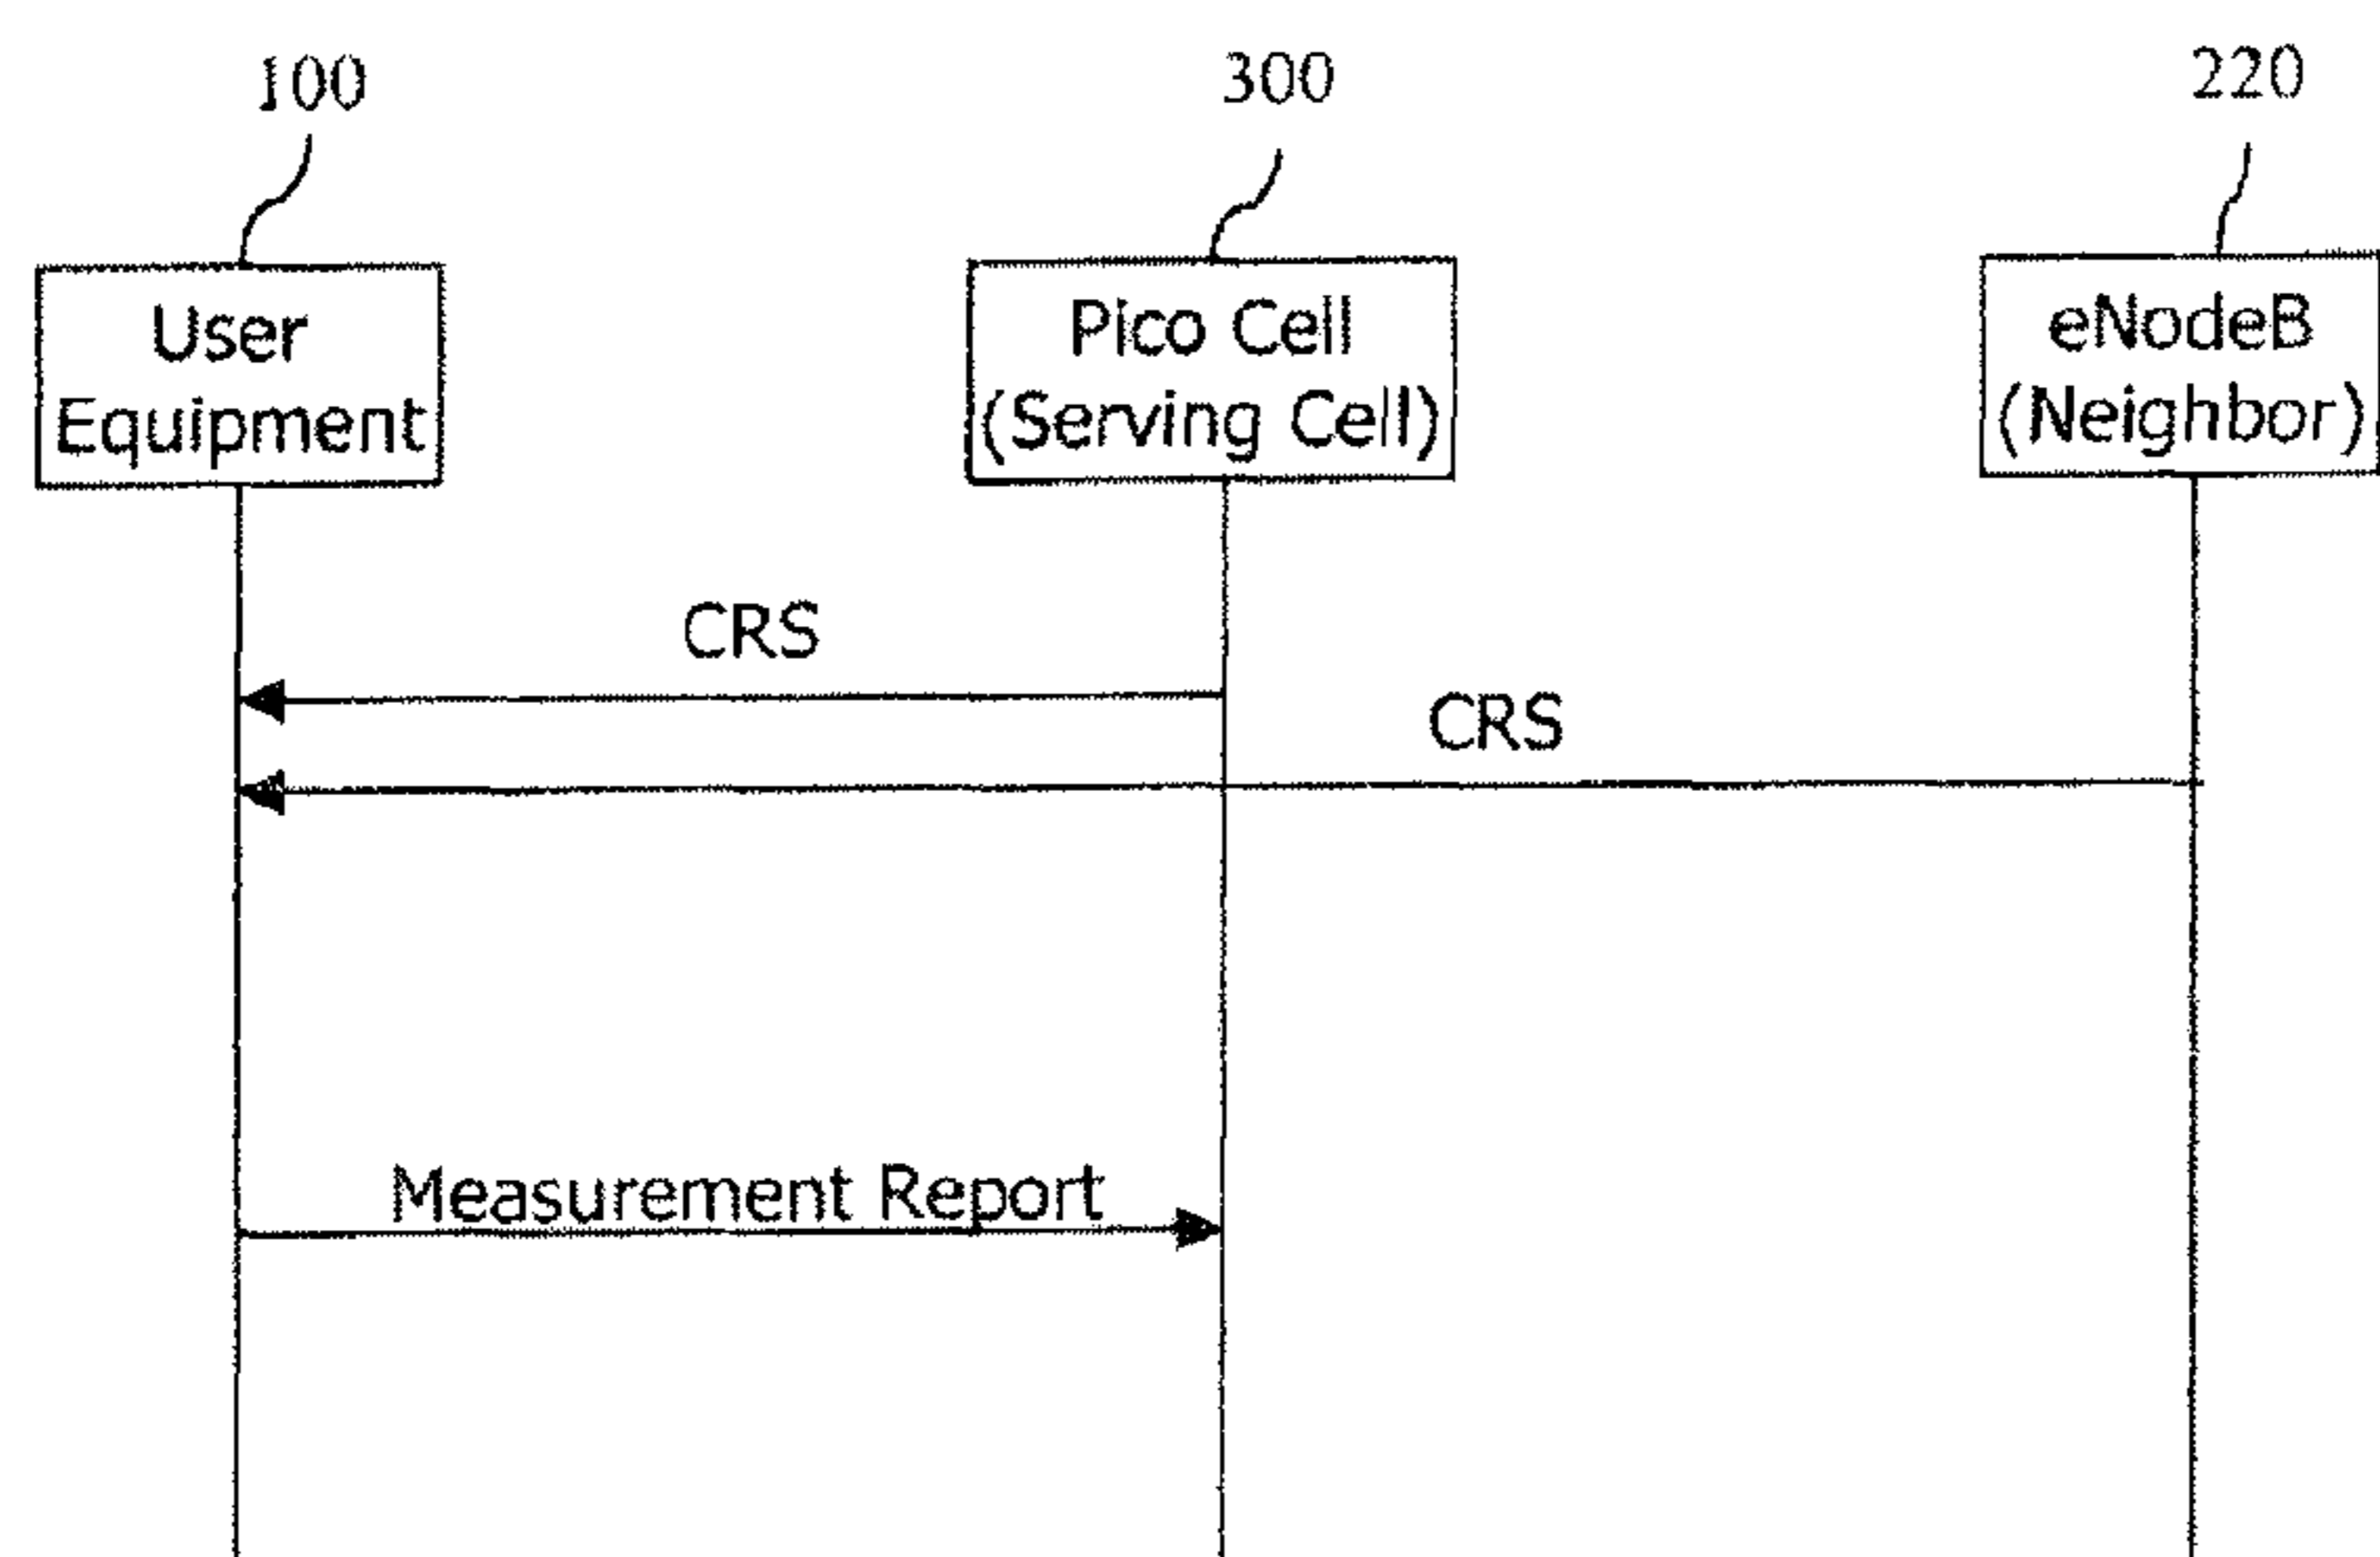 100
300
220
User
Equipment
Pico Cell
(Serving Cell)
eNodeB
(Neighbor)
CRS
CRS
Measurement Report